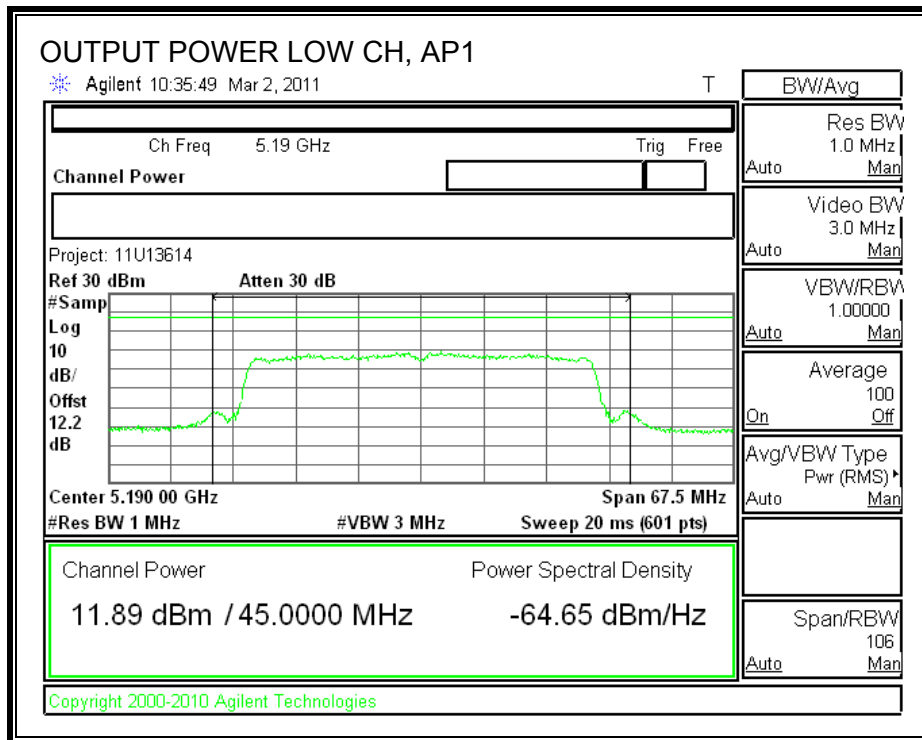 OUTPUT POWER LOW CH, AP1
Agilent 10:35:49 Mar 2, 2011 T
BW/Avg
Ch Freq 5.19 GHz Trig Free
Channel Power
Res BW
1.0 MHz
Auto Man
Video BW
3.0 MHz
Auto Man
Project: 11U13614
Ref 30 dBm Atten 30 dB
#Samp
Log
10
dB/
Offst
12.2
dB
VBW/RBW
1.00000
Auto Man
Average
100
On Off
Avg/VBW Type
Pwr (RMS)
Auto Man
Center 5.190 00 GHz Span 67.5 MHz
#Res BW 1 MHz #VBW 3 MHz Sweep 20 ms (601 pts)
Channel Power Power Spectral Density
11.89 dBm / 45.0000 MHz -64.65 dBm/Hz
Span/RBW
106
Auto Man
Copyright 2000-2010 Agilent Technologies